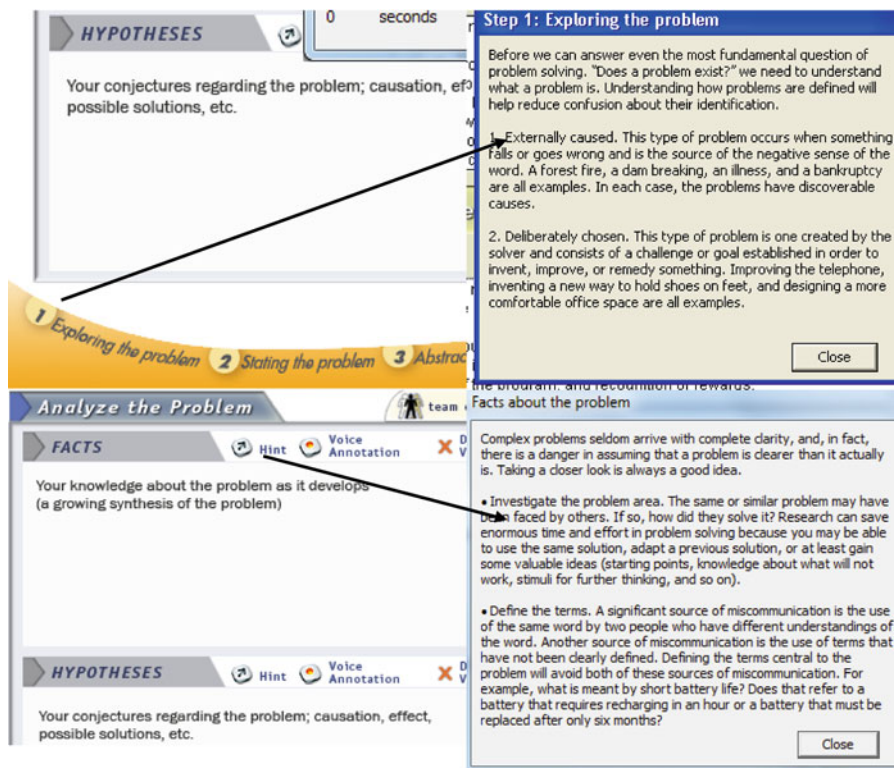 HYPOTHESES
0 seconds
Your conjectures regarding the problem; causation, ef
possible solutions, etc.
1 Exploring the problem 2 Stating the problem 3 Abstrac
Step 1: Exploring the problem
Before we can answer even the most fundamental question of
problem solving. "Does a problem exist?" we need to understand
what a problem is. Understanding how problems are defined will
help reduce confusion about their identification.
1. Externally caused. This type of problem occurs when something
falls or goes wrong and is the source of the negative sense of the
word. A forest fire, a dam breaking, an illness, and a bankruptcy
are all examples. In each case, the problems have discoverable
causes.
2. Deliberately chosen. This type of problem is one created by the
solver and consists of a challenge or goal established in order to
invent, improve, or remedy something. Improving the telephone,
inventing a new way to hold shoes on feet, and designing a more
comfortable office space are all examples.
Close
the program, and recognition of rewards.
Analyze the Problem
team
FACTS
Hint
Voice
Annotation
Your knowledge about the problem as it develops
(a growing synthesis of the problem)
HYPOTHESES
Hint
Voice
Annotation
Your conjectures regarding the problem; causation, effect,
possible solutions, etc.
Facts about the problem
Complex problems seldom arrive with complete clarity, and, in fact,
there is a danger in assuming that a problem is clearer than it actually
is. Taking a closer look is always a good idea.
• Investigate the problem area. The same or similar problem may have
been faced by others. If so, how did they solve it? Research can save
enormous time and effort in problem solving because you may be able
to use the same solution, adapt a previous solution, or at least gain
some valuable ideas (starting points, knowledge about what will not
work, stimuli for further thinking, and so on).
• Define the terms. A significant source of miscommunication is the use
of the same word by two people who have different understandings of
the word. Another source of miscommunication is the use of terms that
have not been clearly defined. Defining the terms central to the
problem will avoid both of these sources of miscommunication. For
example, what is meant by short battery life? Does that refer to a
battery that requires recharging in an hour or a battery that must be
replaced after only six months?
Close